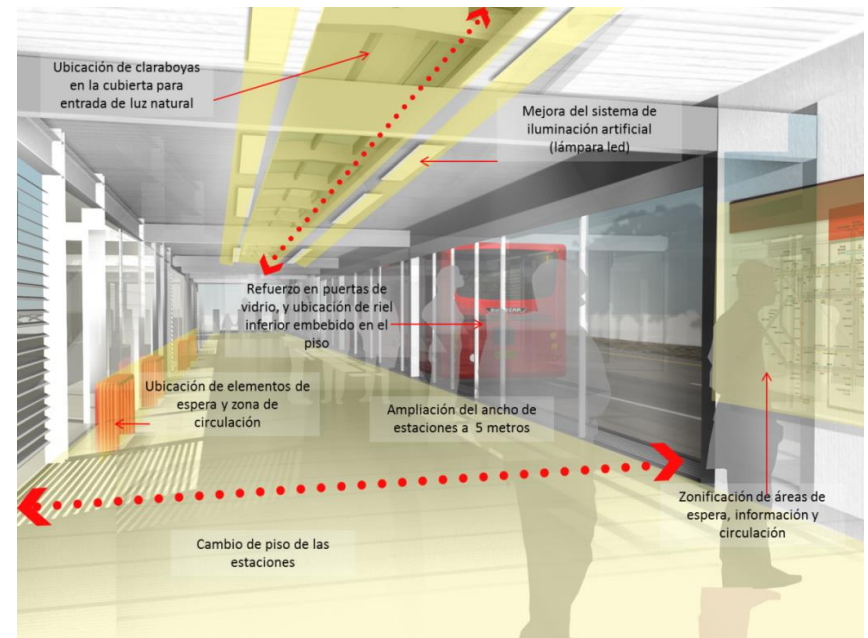 Ubicación de claraboyas
en la cubierta para
entrada de luz natural
Mejora del sistema de
iluminación artificial
(lámpara led)
Refuerzo en puertas de
vidrio, y ubicación de riel
inferior embebido en el
piso
Ubicación de elementos de
espera y zona de
circulación
Ampliación del ancho de
estaciones a 5 metros
Zonificación de áreas de
espera, información y
circulación
Cambio de piso de las
estaciones